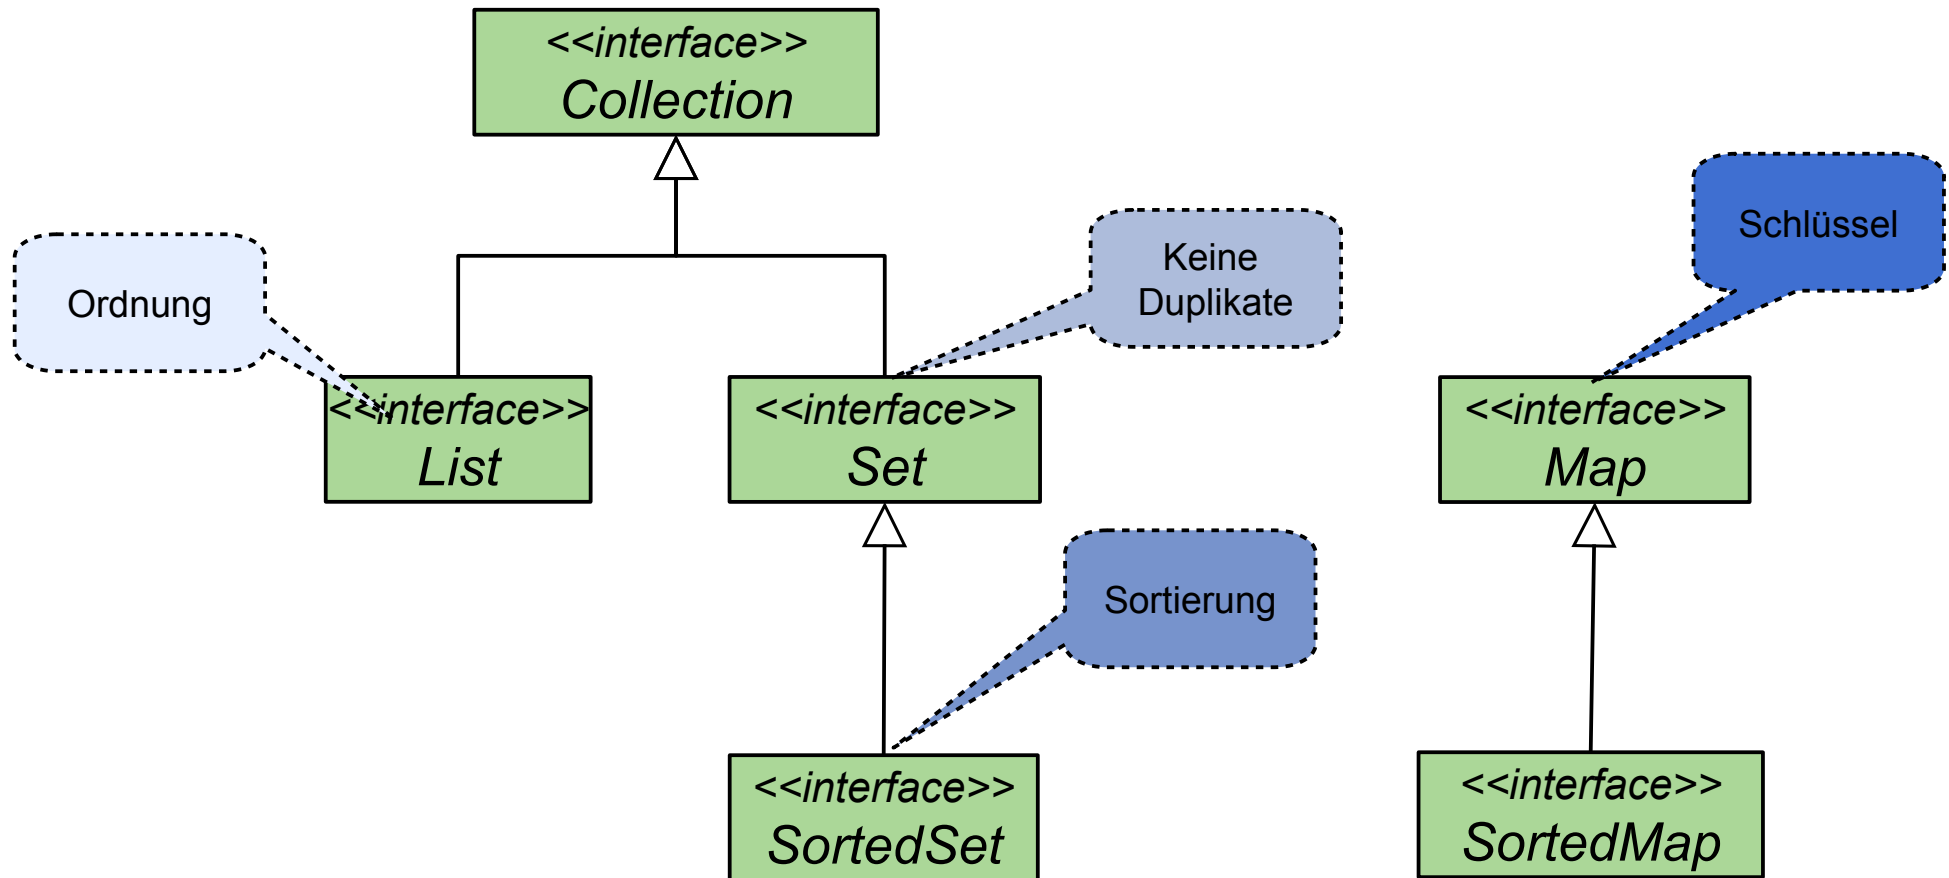 <<interface>>
Collection
Schlüssel
Keine
Duplikate
Ordnung
<<interface>>
List
<<interface>>
Set
<<interface>>
Map
Sortierung
<<interface>>
SortedSet
<<interface>>
SortedMap